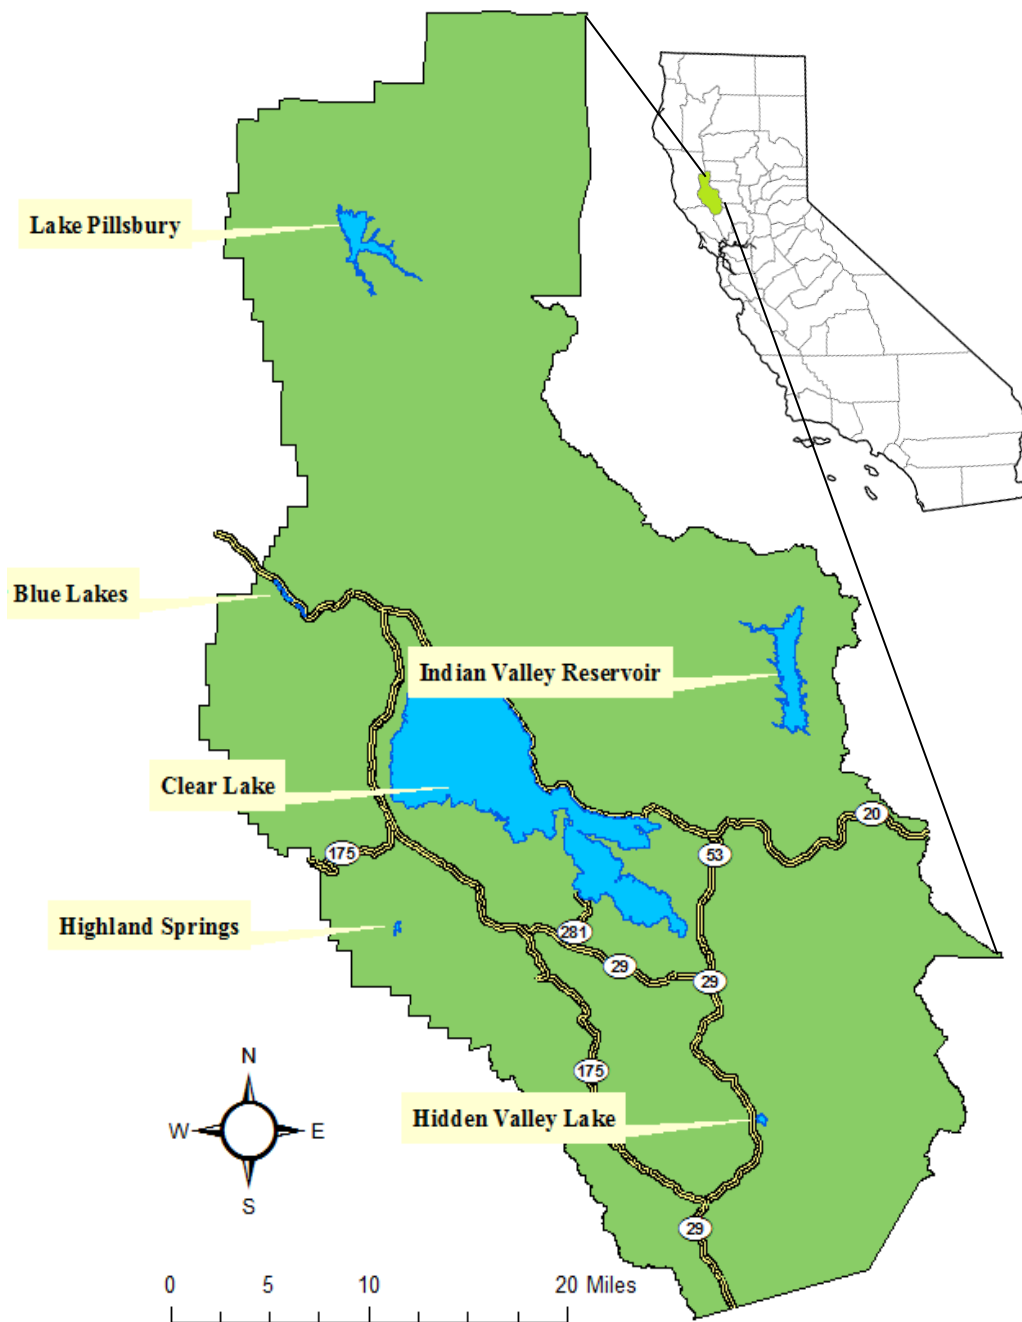 Lake Pillsbury
Blue Lakes
Indian Valley Reservoir
Clear Lake
20
175
53
Highland Springs
281
29
29
N
175
Hidden Valley Lake
W
E
S
29
0 5 10 20 Miles